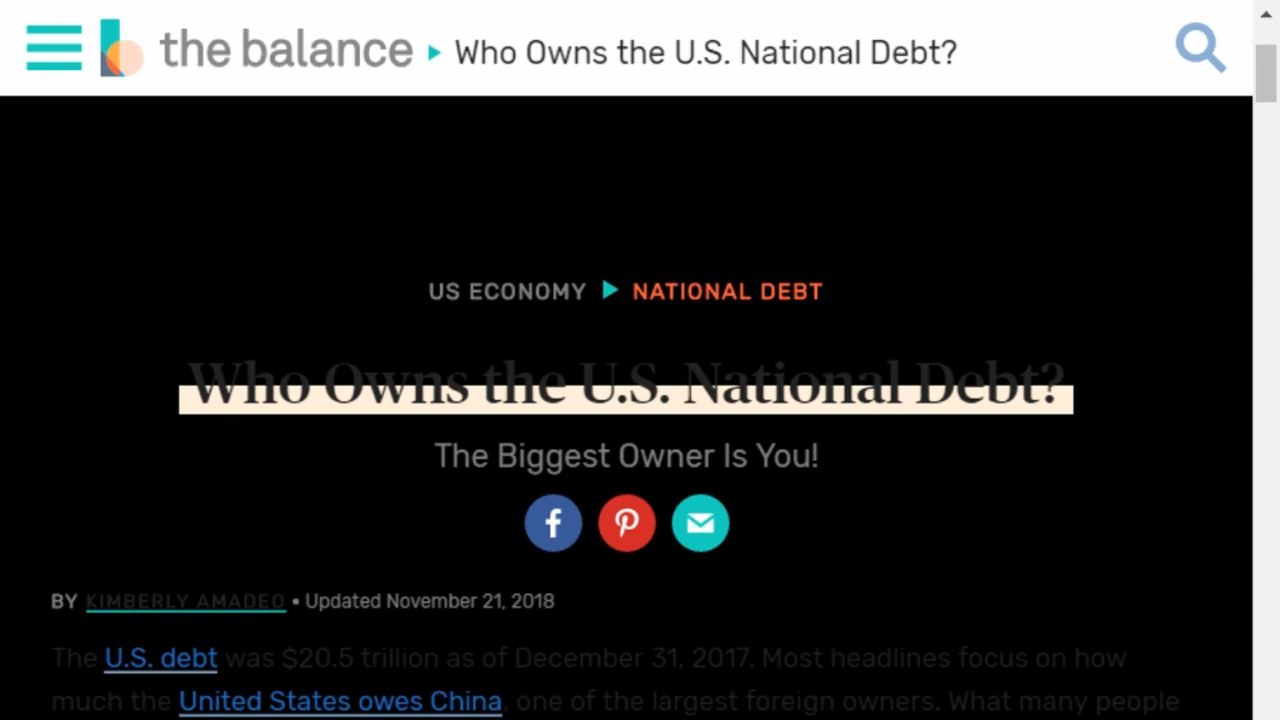 the balance ▸ Who Owns the U.S. National Debt?
US ECONOMY ▸ NATIONAL DEBT
Who Owns the U.S. National Debt?
The Biggest Owner Is You!
BY KIMBERLY AMADEO • Updated November 21, 2018
The U.S. debt was $20.5 trillion as of December 31, 2017. Most headlines focus on how
much the United States owes China, one of the largest foreign owners. What many people